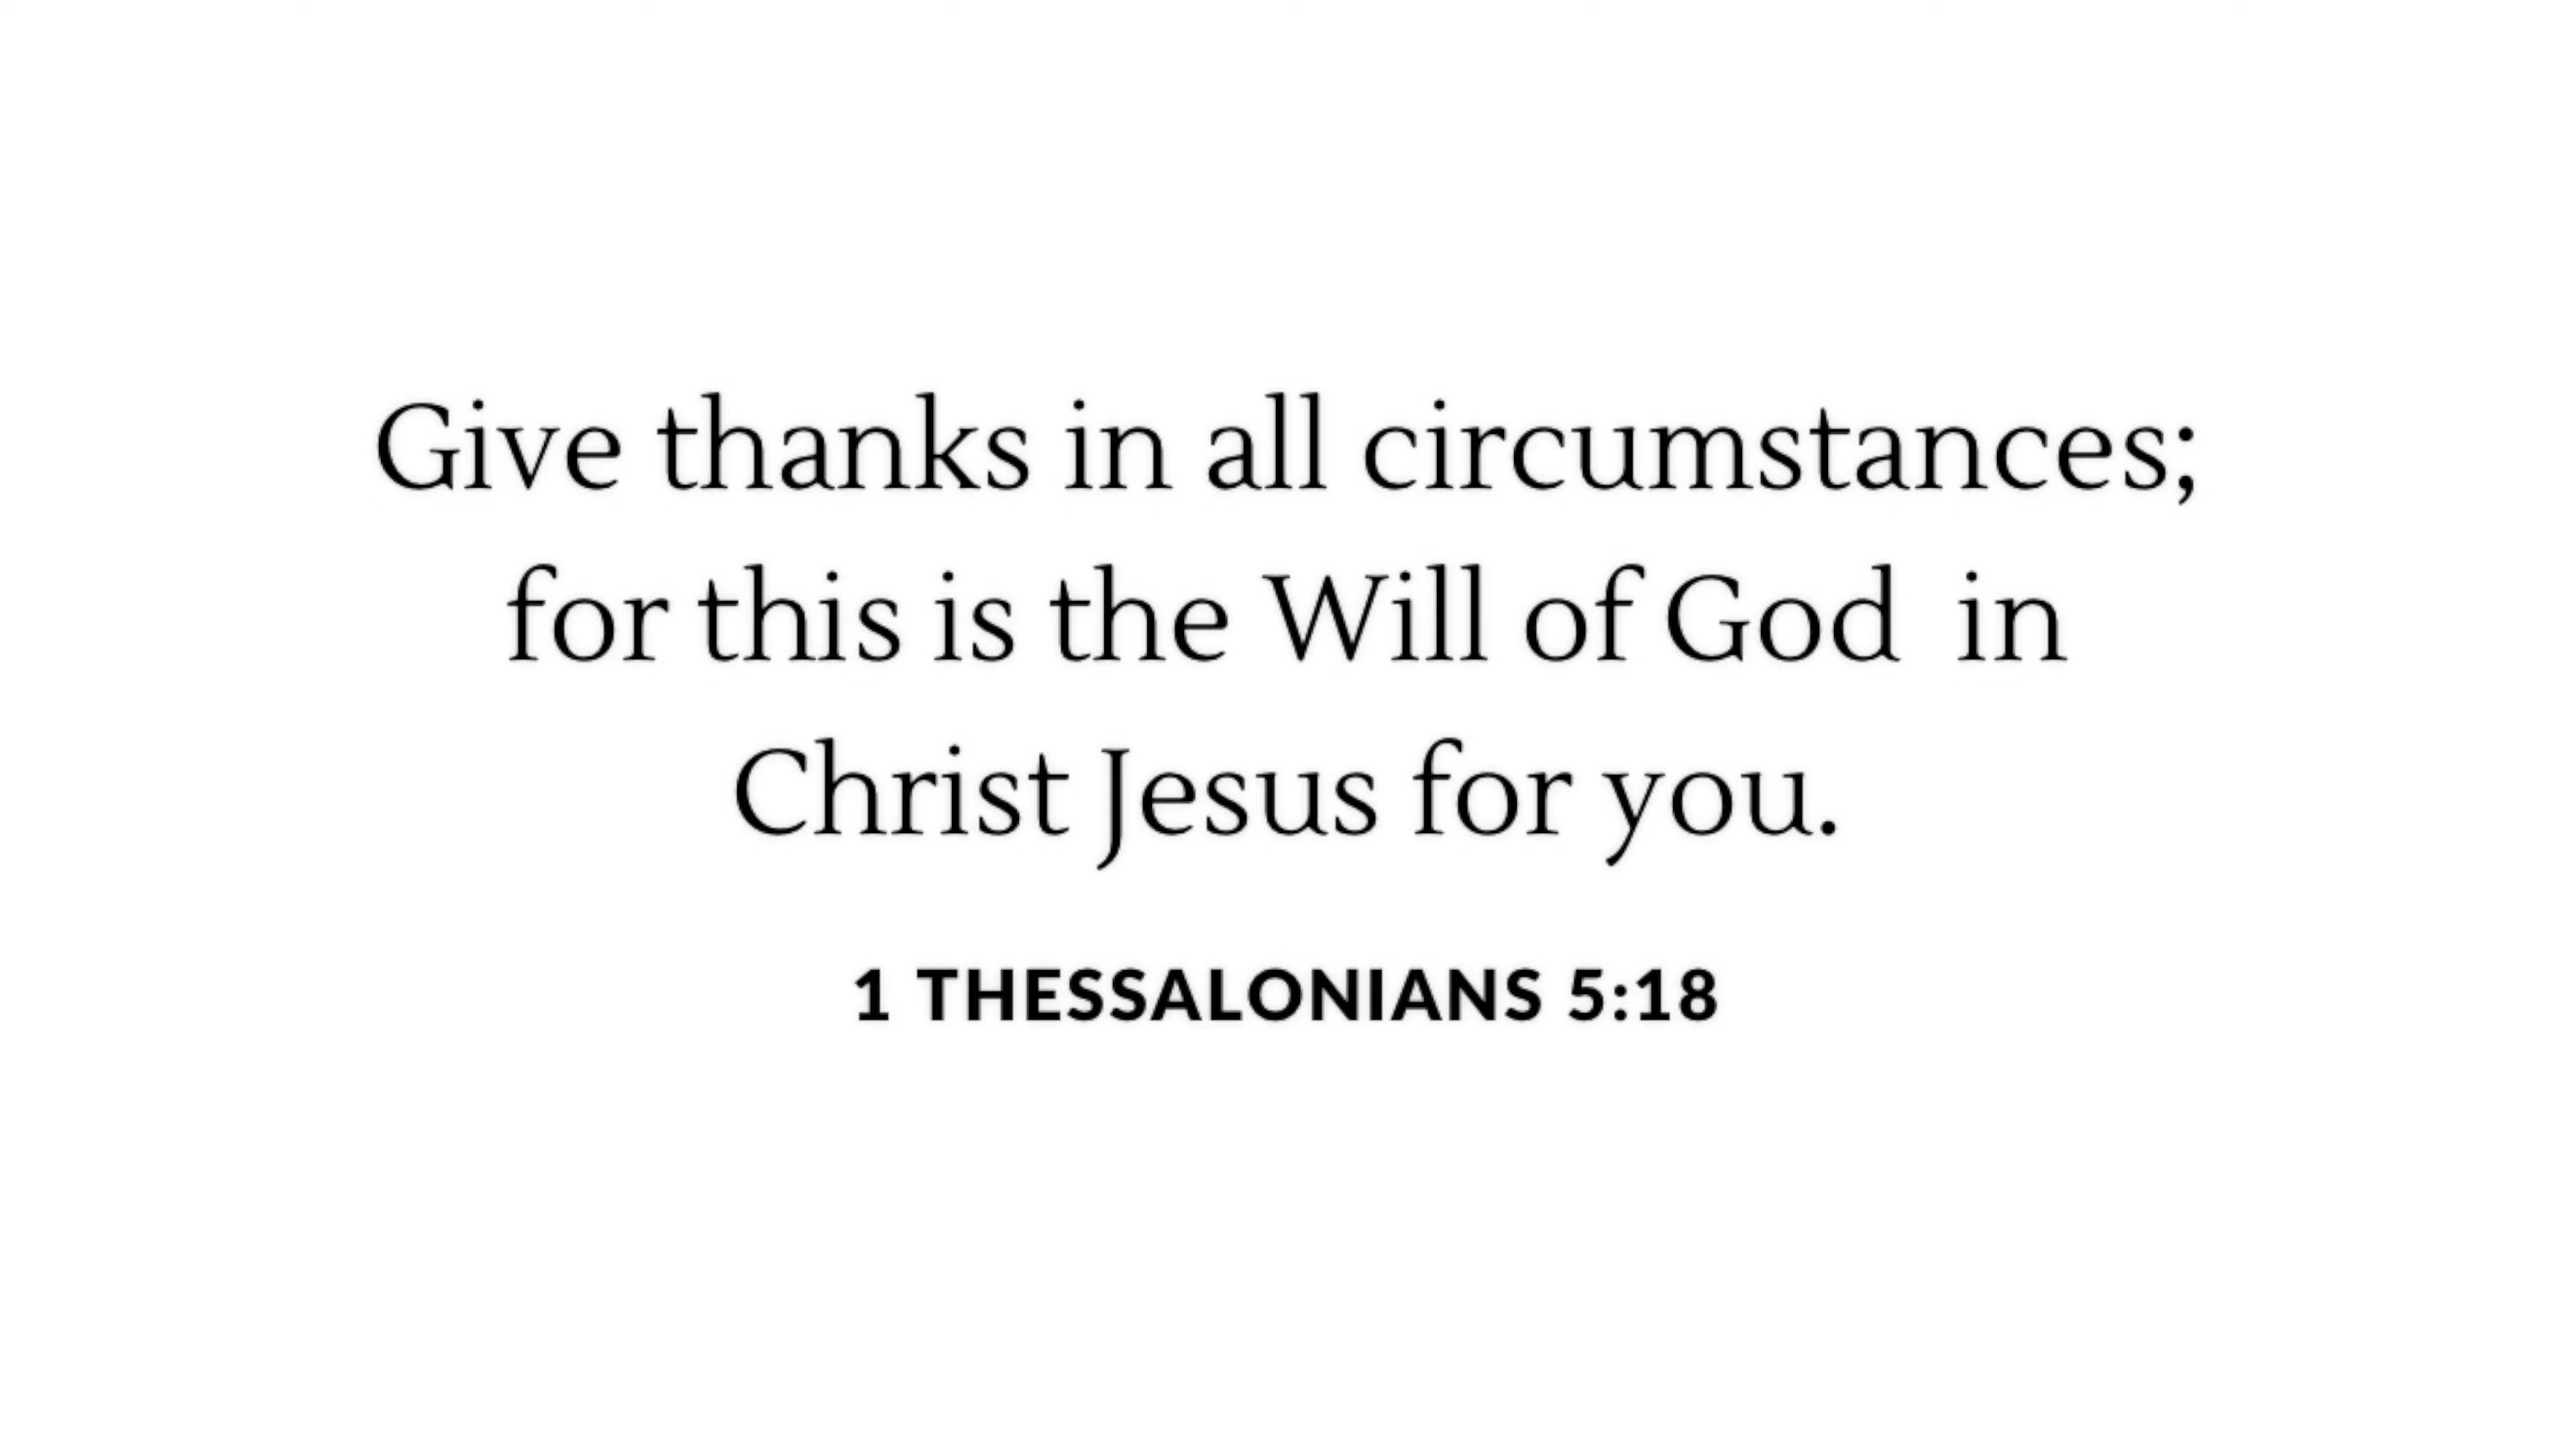 Give thanks in all circumstances;
for this is the Will of God  in
Christ Jesus for you.
1 THESSALONIANS 5:18